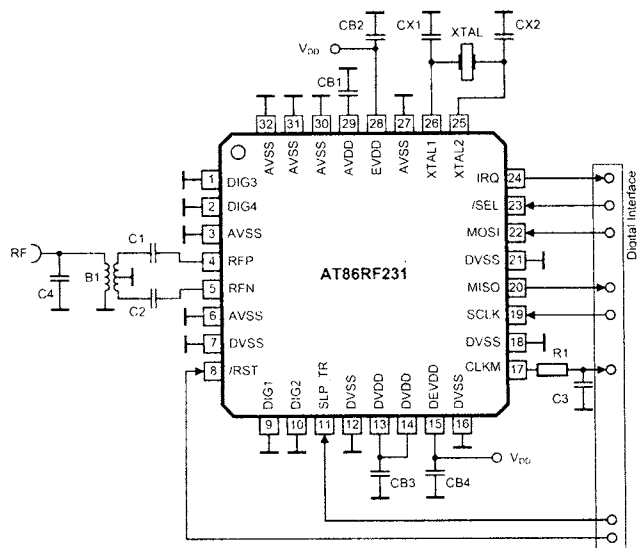 CB2
CX1
XTAL
CX2
VDD
CB1
32
31
30
29
28
27
26
25
AVSS
AVSS
AVSS
AVDD
EVDD
AVSS
XTAL1
XTAL2
1
DIG3
2
DIG4
3
AVSS
4
RFP
5
RFN
6
AVSS
7
DVSS
8
/RST
RF
C4
B1
C1
C2
AT86RF231
IRQ
24
/SEL
23
MOSI
22
DVSS
21
MISO
20
SCLK
19
DVSS
18
CLKM
17
R1
C3
Digital Interface
DIG1
DIG2
SLP_TR
DVSS
DVDD
DVDD
DEVDD
DVSS
9
10
11
12
13
14
15
16
CB3
CB4
VDD